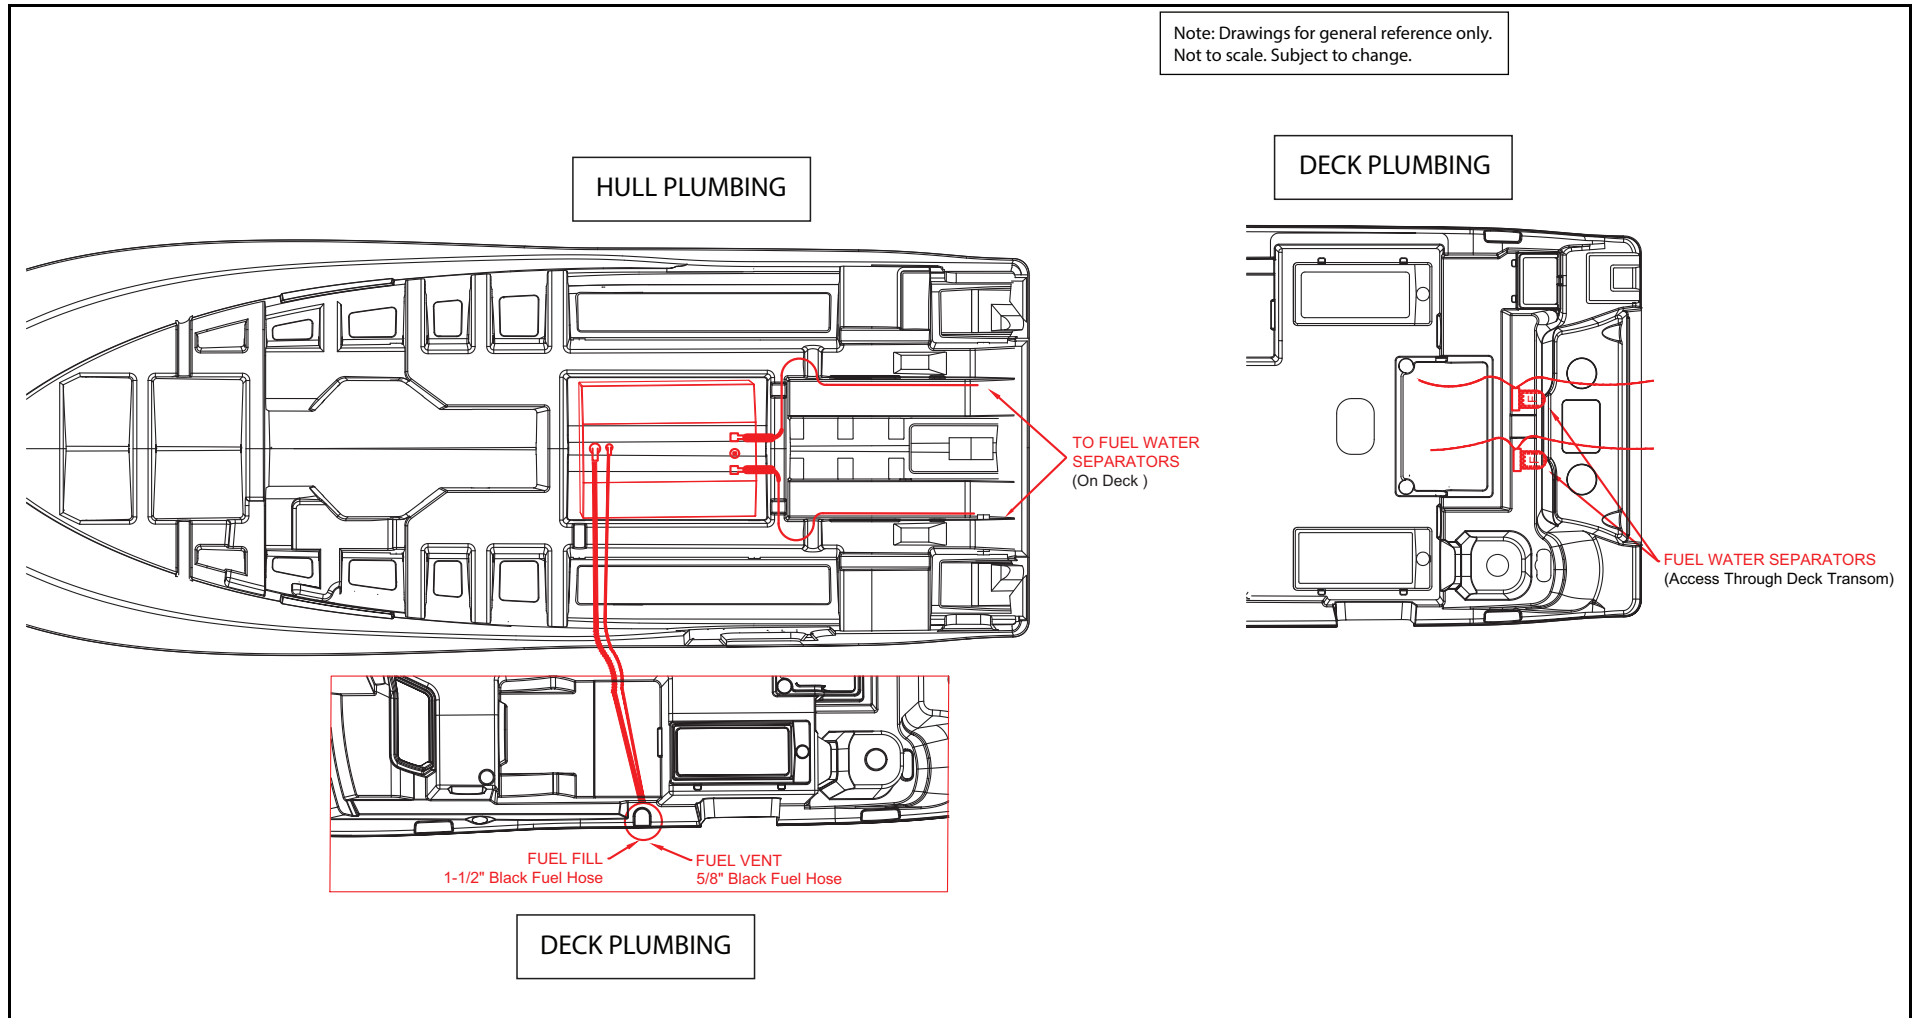 Note: Drawings for general reference only.
Not to scale. Subject to change.
HULL PLUMBING
DECK PLUMBING
TO FUEL WATER
SEPARATORS
(On Deck )
FUEL WATER SEPARATORS
(Access Through Deck Transom)
FUEL FILL
1-1/2" Black Fuel Hose
FUEL VENT
5/8" Black Fuel Hose
DECK PLUMBING